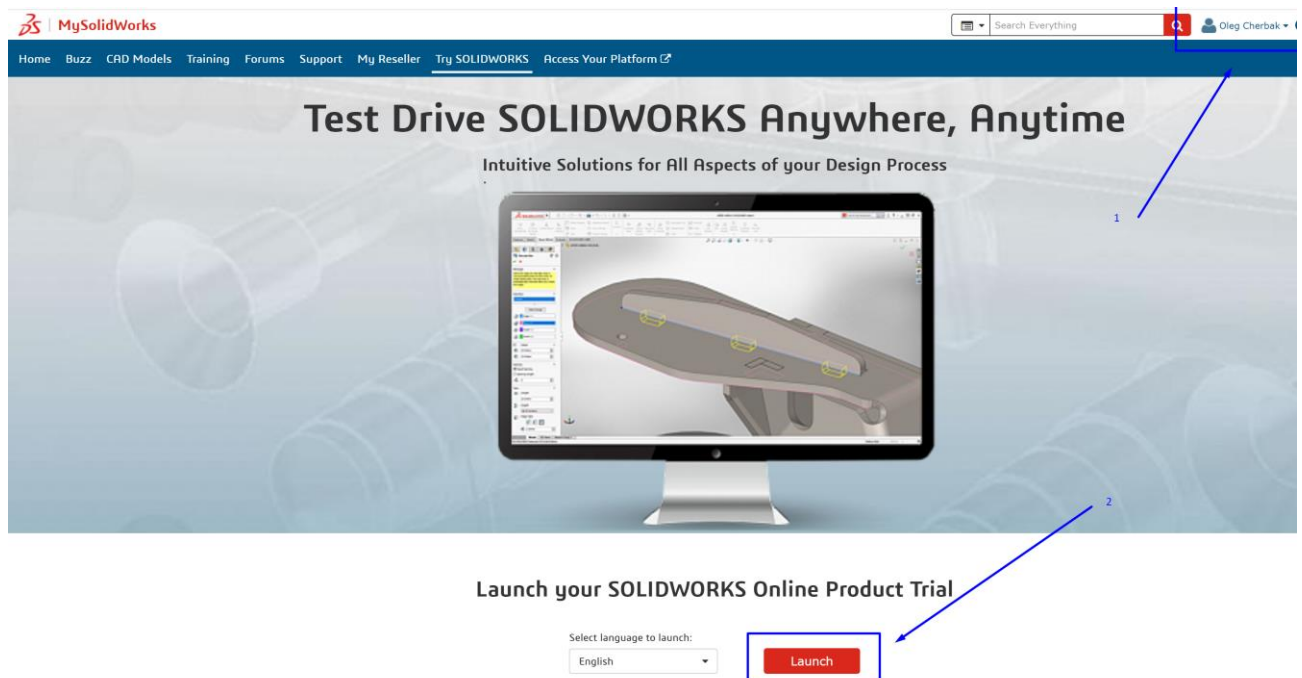 MySolidWorks
Search Everything
Oleg Cherbak
Home Buzz CAD Models Training Forums Support My Reseller Try SOLIDWORKS Access Your Platform
Test Drive SOLIDWORKS Anywhere, Anytime
Intuitive Solutions for All Aspects of your Design Process
1
2
Launch your SOLIDWORKS Online Product Trial
Select language to launch:
English
Launch